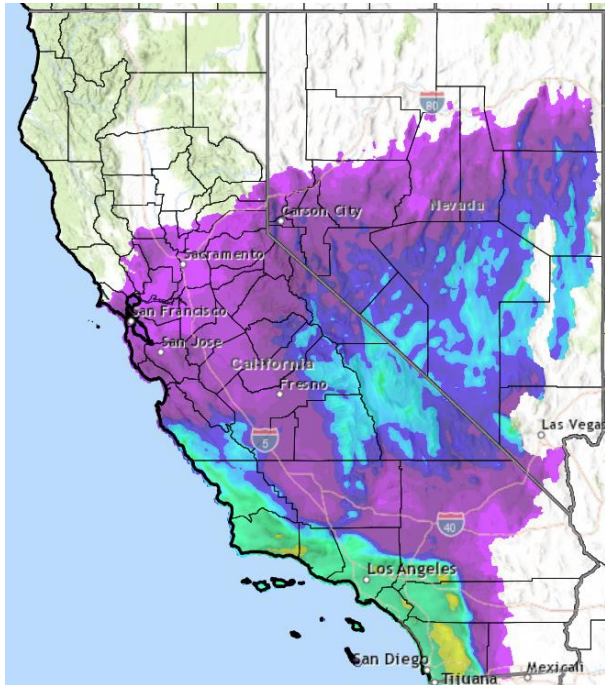 80
Carson City
Nevada
Sacramento
San Francisco
San Jose
California
Fresno
5
Las Vegas
40
Los Angeles
San Diego
Tijuana
Mexicali